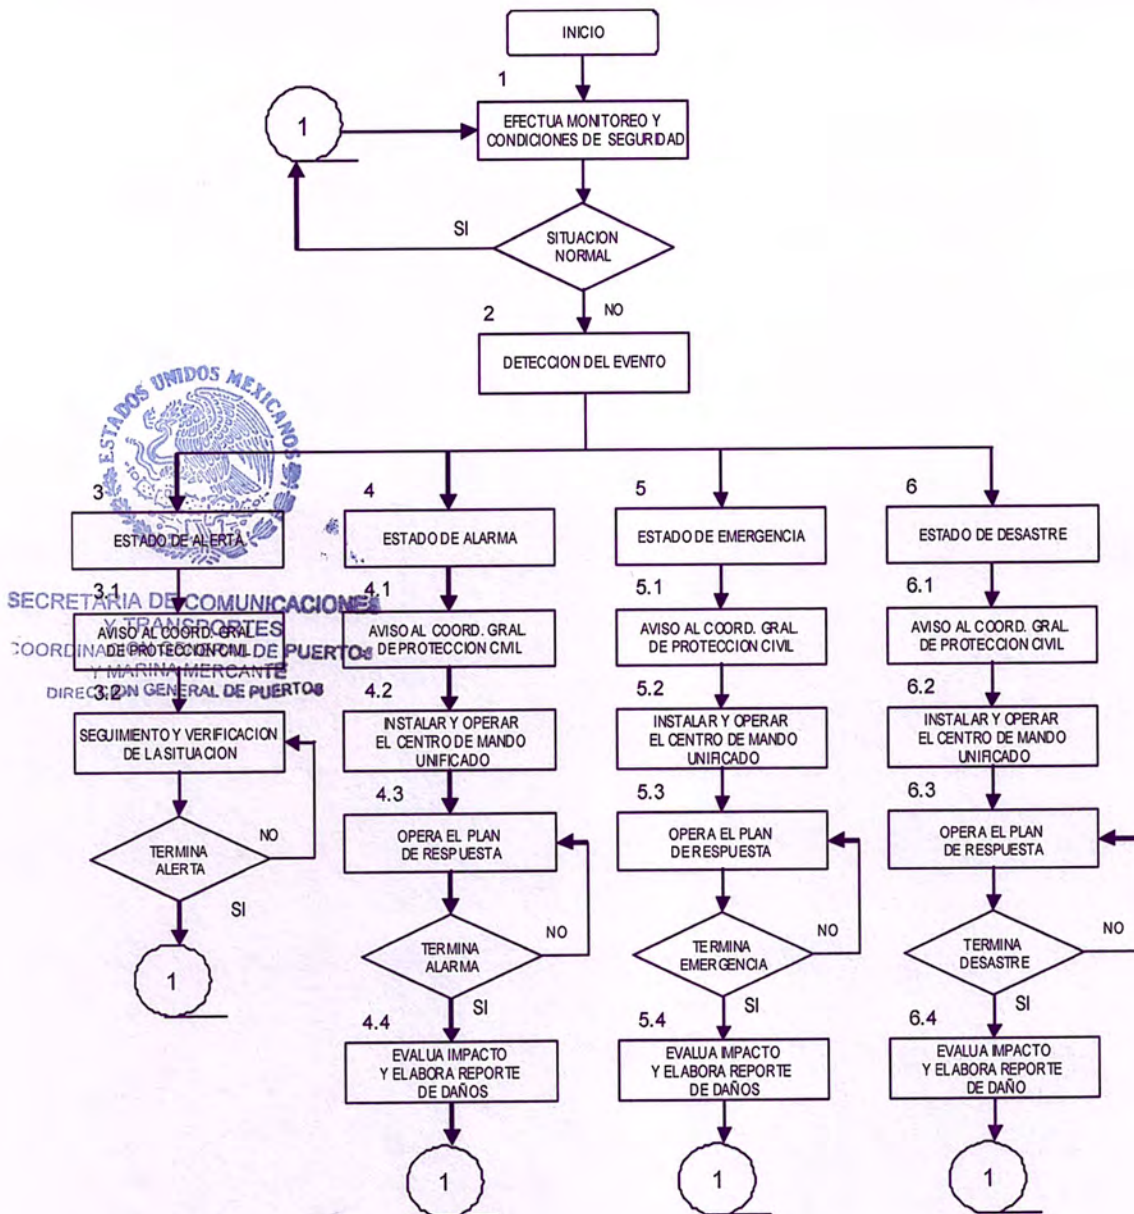 INICIO
1
EFECTUA MONITOREO Y
CONDICIONES DE SEGURIDAD
1
SITUACION
NORMAL
SI
NO
2
DETECCION DEL EVENTO
ESTADOS UNIDOS MEXICANOS
SECRETARIA DE COMUNICACIONES
Y TRANSPORTES
COORDINACION GENERAL DE PUERTOS
Y MARINA MERCANTE
DIRECCION GENERAL DE PUERTOS
3
ESTADO DE ALERTA
3.1
AVISO AL COORD. GRAL.
DE PROTECCION CIVIL
3.2
SEGUIMIENTO Y VERIFICACION
DE LA SITUACION
TERMINA
ALERTA
NO
SI
1
4
ESTADO DE ALARMA
4.1
AVISO AL COORD. GRAL.
DE PROTECCION CIVIL
4.2
INSTALAR Y OPERAR
EL CENTRO DE MANDO
UNIFICADO
4.3
OPERA EL PLAN
DE RESPUESTA
TERMINA
ALARMA
NO
SI
4.4
EVALUA IMPACTO
Y ELABORA REPORTE
DE DAÑOS
1
5
ESTADO DE EMERGENCIA
5.1
AVISO AL COORD. GRAL.
DE PROTECCION CIVIL
5.2
INSTALAR Y OPERAR
EL CENTRO DE MANDO
UNIFICADO
5.3
OPERA EL PLAN
DE RESPUESTA
TERMINA
EMERGENCIA
NO
SI
5.4
EVALUA IMPACTO
Y ELABORA REPORTE
DE DAÑOS
1
6
ESTADO DE DESASTRE
6.1
AVISO AL COORD. GRAL.
DE PROTECCION CIVIL
6.2
INSTALAR Y OPERAR
EL CENTRO DE MANDO
UNIFICADO
6.3
OPERA EL PLAN
DE RESPUESTA
TERMINA
DESASTRE
NO
SI
6.4
EVALUA IMPACTO
Y ELABORA REPORTE
DE DAÑO
1